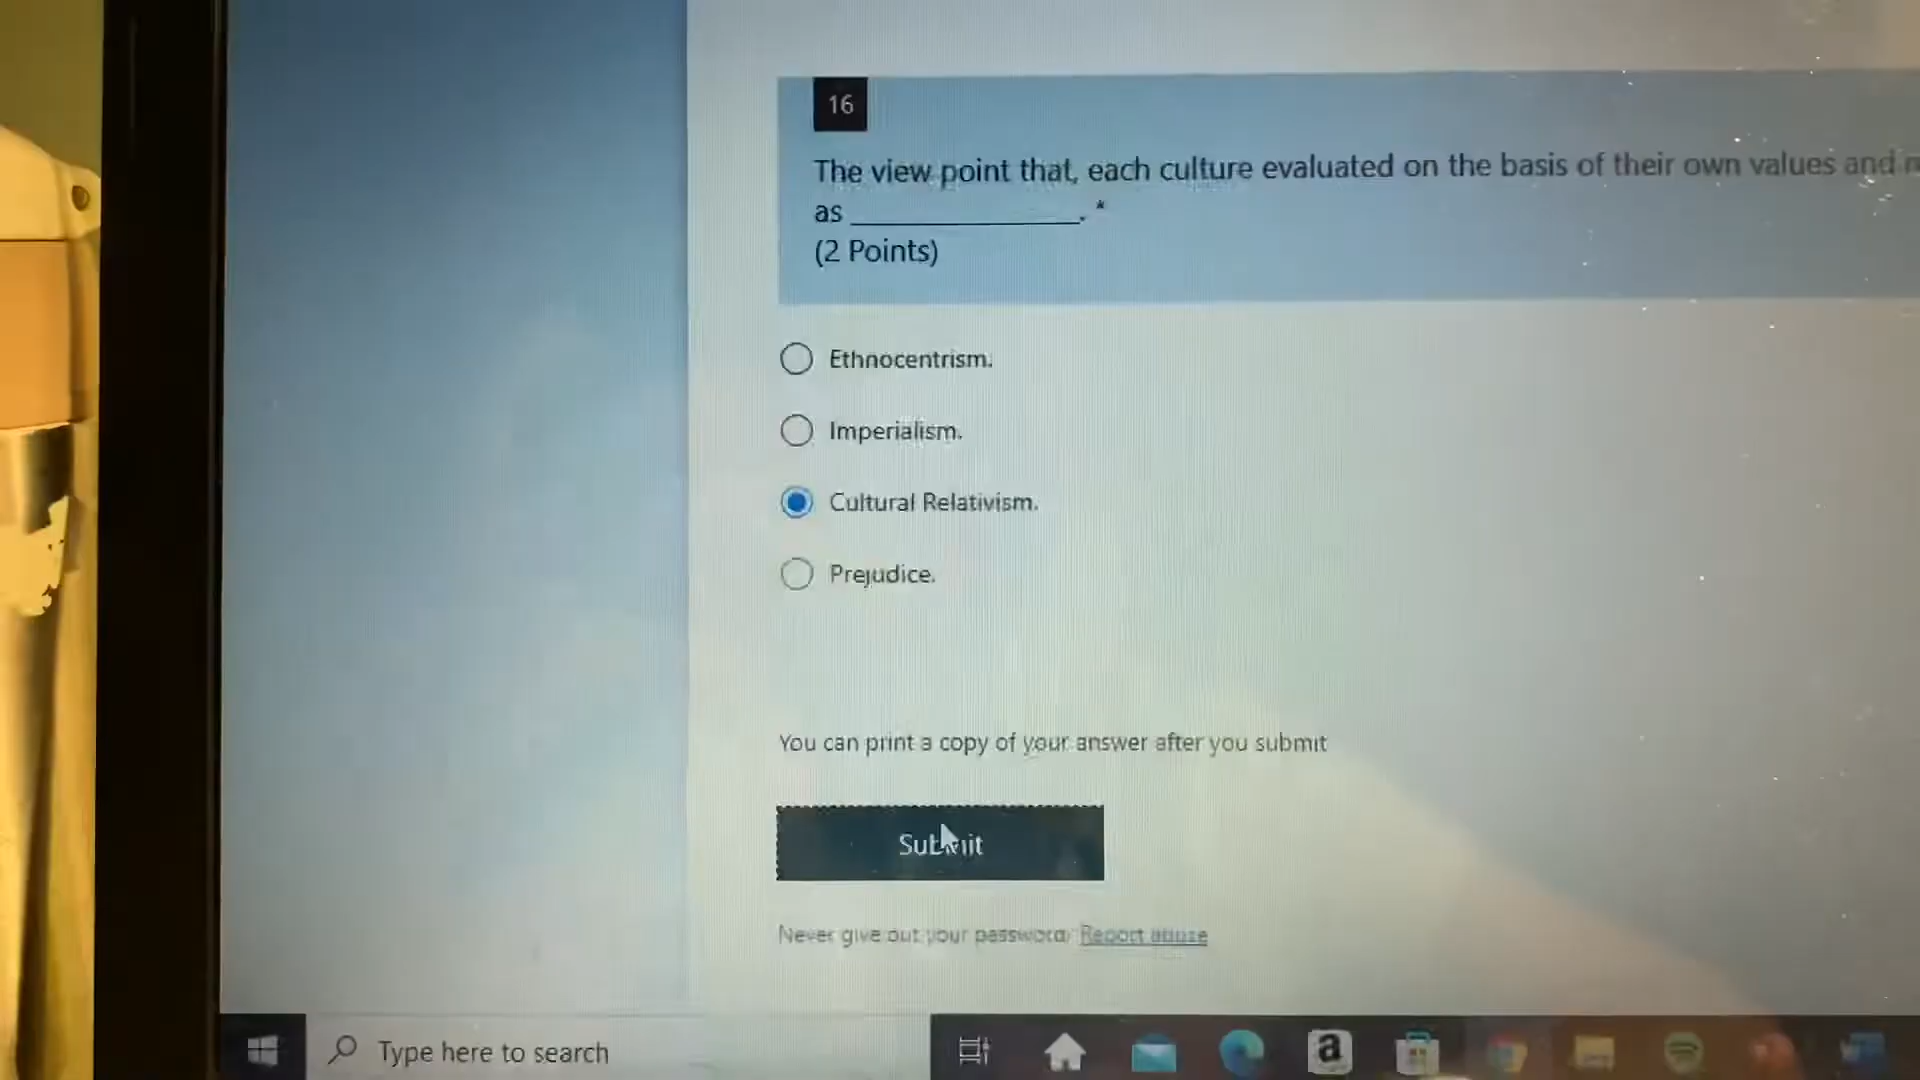 16
The view point that, each culture evaluated on the basis of their own values and
as ________________. *
(2 Points)
Ethnocentrism.
Imperialism.
Cultural Relativism.
Prejudice.
You can print a copy of your answer after you submit
Submit
Never give out your password. Report abuse
Type here to search
a